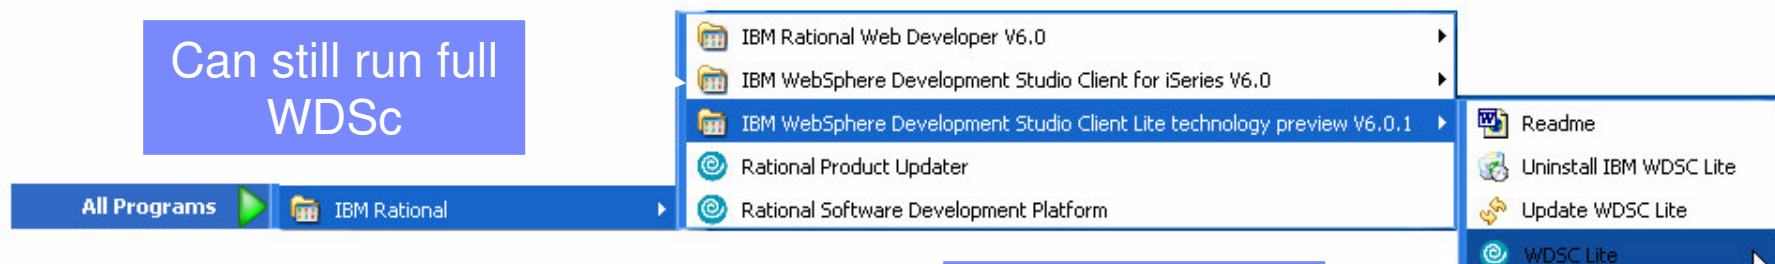 Can still run full
WDSc
All Programs
IBM Rational
IBM Rational Web Developer V6.0
IBM WebSphere Development Studio Client for iSeries V6.0
IBM WebSphere Development Studio Client Lite technology preview V6.0.1
Rational Product Updater
Rational Software Development Platform
Readme
Uninstall IBM WDSC Lite
Update WDSC Lite
WDSC Lite